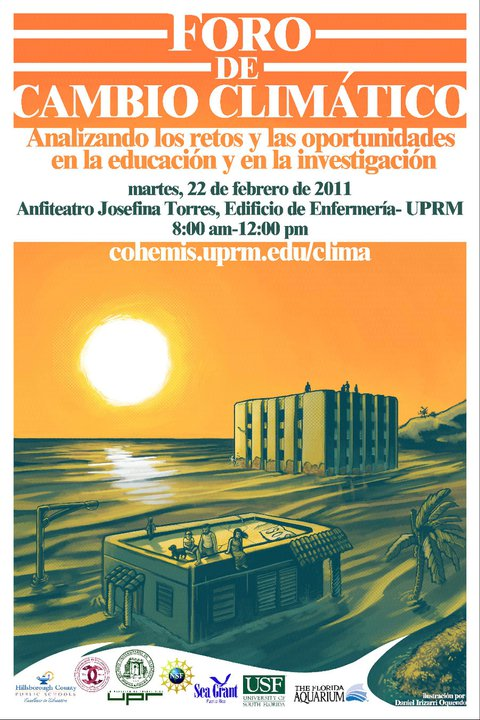 FORO
DE
CAMBIO CLIMÁTICO
Analizando los retos y las oportunidades
en la educación y en la investigación
martes, 22 de febrero de 2011
Anfiteatro Josefina Torres, Edificio de Enfermería- UPRM
8:00 am-12:00 pm
cohemis.uprm.edu/clima
Hillsborough County
PUBLIC SCHOOLS
Excellence in Education
upr
NSF
Sea Grant
Puerto Rico
USF
UNIVERSITY OF
SOUTH FLORIDA
THE FLORIDA
AQUARIUM
ilustración por
Daniel Irizarri Oquendo